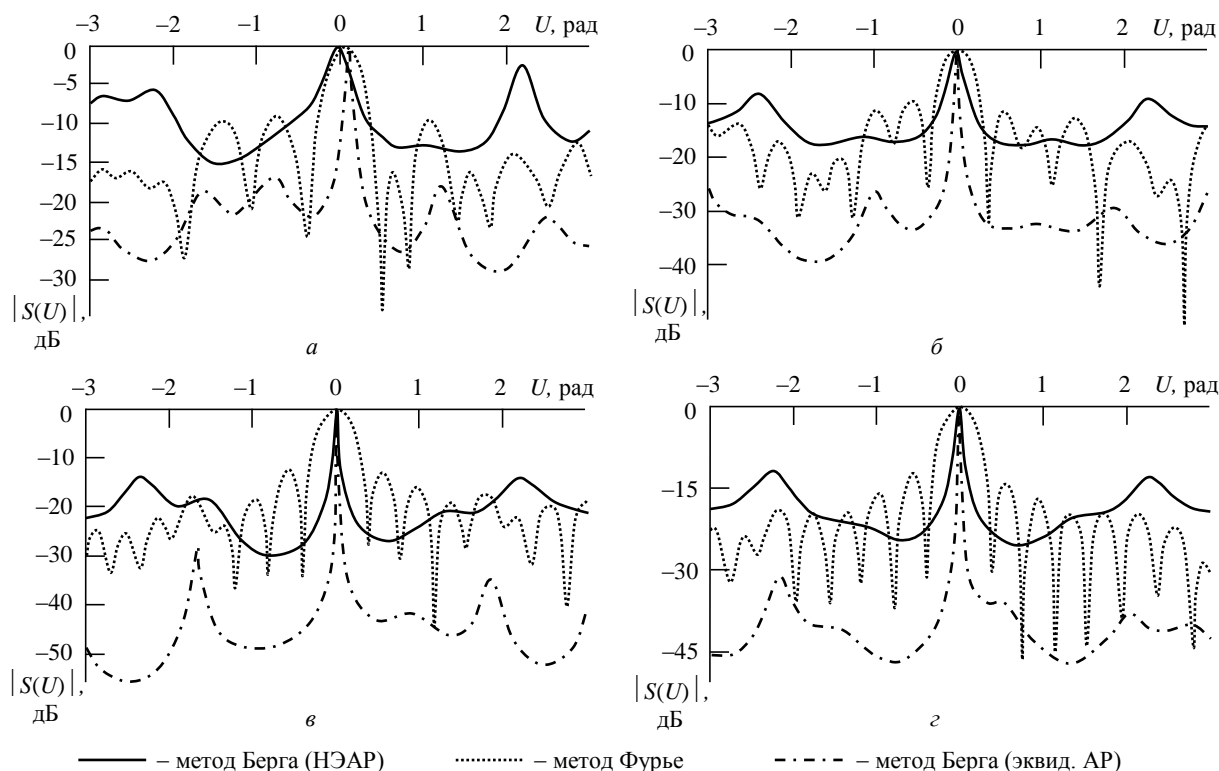 −3 −2 −1 0 1 2 U, рад
0
−5
−10
−15
−20
−25
−30
|S(U)|,
дБ
а
−3 −2 −1 0 1 2 U, рад
0
−10
−20
−30
−40
|S(U)|,
дБ
б
−3 −2 −1 0 1 2 U, рад
0
−10
−20
−30
−40
−50
|S(U)|,
дБ
в
−3 −2 −1 0 1 2 U, рад
0
−15
−30
−45
|S(U)|,
дБ
г
– метод Берга (НЭАР) – метод Фурье – метод Берга (эквид. АР)